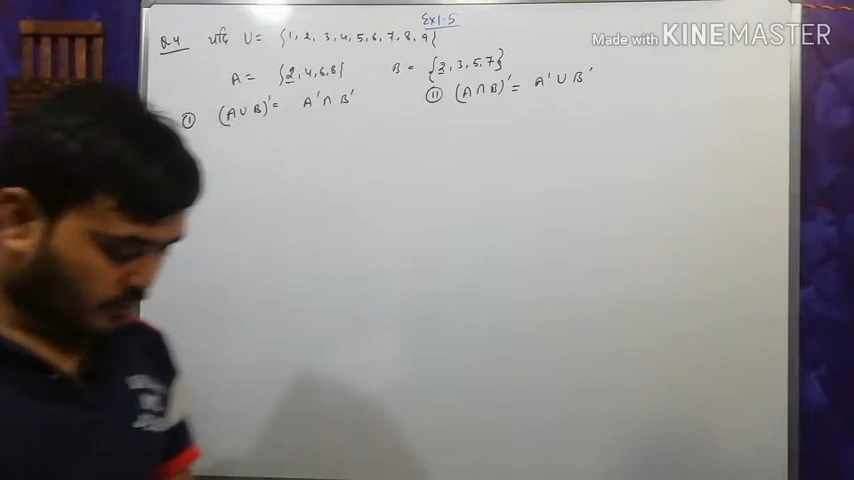 Ex 1.5
Made with KINEMASTER
Q 4 यदि U = {1, 2, 3, 4, 5, 6, 7, 8, 9}
A = {2, 4, 6, 8} B = {2, 3, 5, 7}
(I) (A ∪ B)' = A' ∩ B' (II) (A ∩ B)' = A' ∪ B'